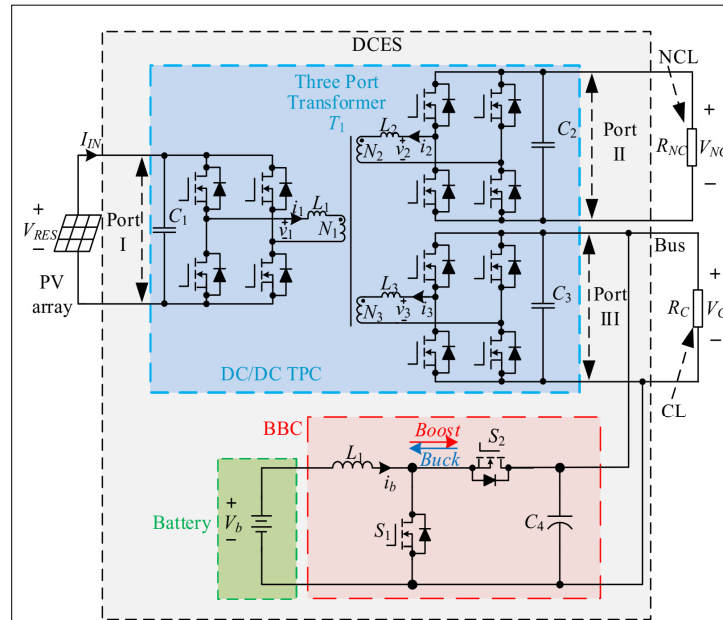 DCES
Three Port
Transformer
T1
NCL
L2
N2
v2
i2
C2
Port
II
RNC
+
VNC
−
IIN
+
VRES
−
PV
array
Port
I
C1
i1
L1
v1
N1
Bus
L3
N3
v3
i3
C3
Port
III
RC
+
VC
−
CL
DC/DC TPC
BBC
Boost
Buck
S2
L1
ib
Battery
+
Vb
−
S1
C4